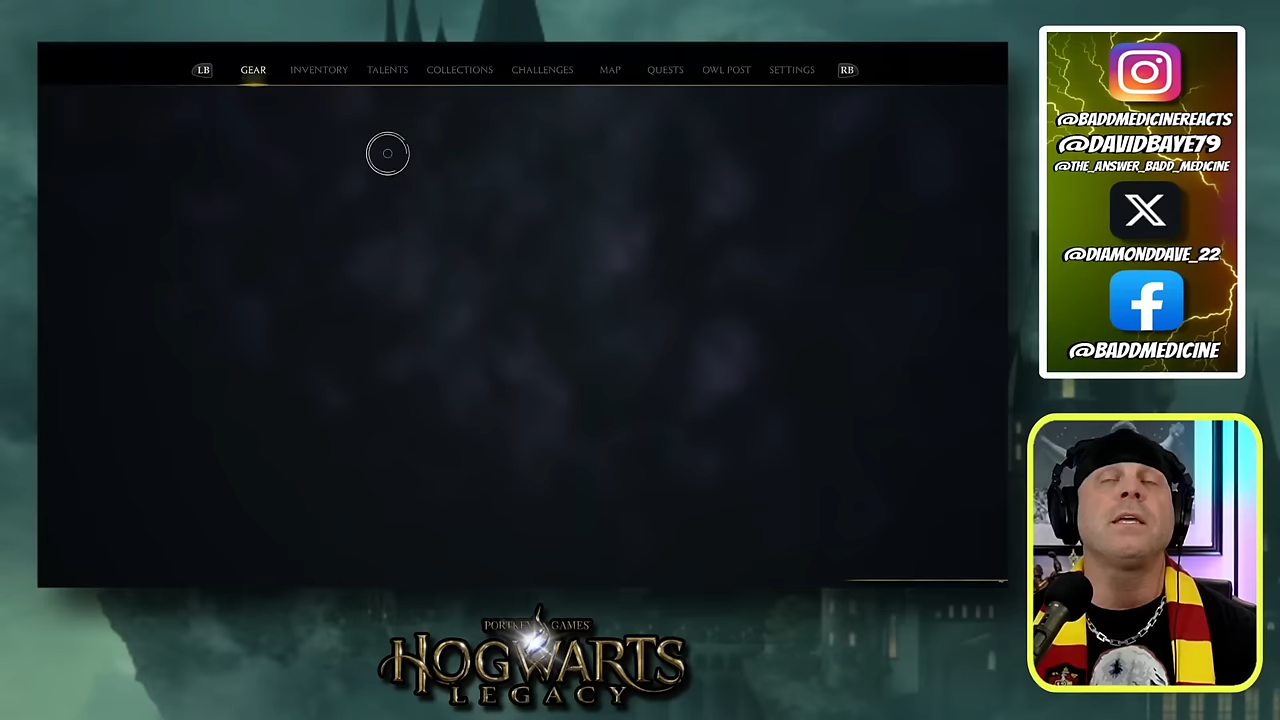 LB GEAR INVENTORY TALENTS COLLECTIONS CHALLENGES MAP QUESTS OWL POST SETTINGS RB
@BADDMEDICINEREACTS
@DAVIDBAYE79
@THE_ANSWER_BADD_MEDICINE
@DIAMONDDAVE_22
@BADDMEDICINE
PORTKEY GAMES
HOGWARTS
LEGACY